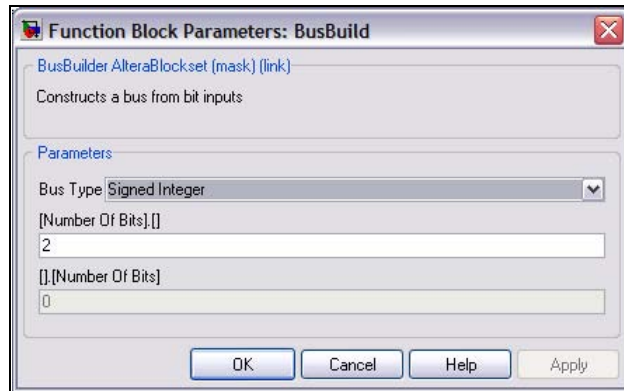 Function Block Parameters: BusBuild
BusBuilder AlteraBlockset (mask) (link)
Constructs a bus from bit inputs
Parameters
Bus Type Signed Integer
[Number Of Bits].[]
2
[].[Number Of Bits]
0
OK Cancel Help Apply